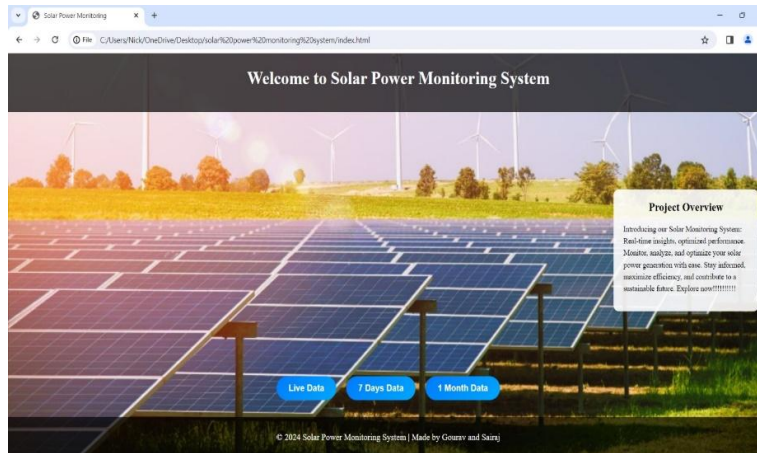 Solar Power Monitoring
File C:/Users/Nick/OneDrive/Desktop/solar%20power%20monitoring%20system/index.html
Welcome to Solar Power Monitoring System
Project Overview
Introducing our Solar Monitoring System:
Real-time insights, optimized performance.
Monitor, analyze, and optimize your solar
power generation with ease. Stay informed,
maximize efficiency, and contribute to a
sustainable future. Explore now!!!!!!!!!!
Live Data
7 Days Data
1 Month Data
© 2024 Solar Power Monitoring System | Made by Gourav and Sairaj